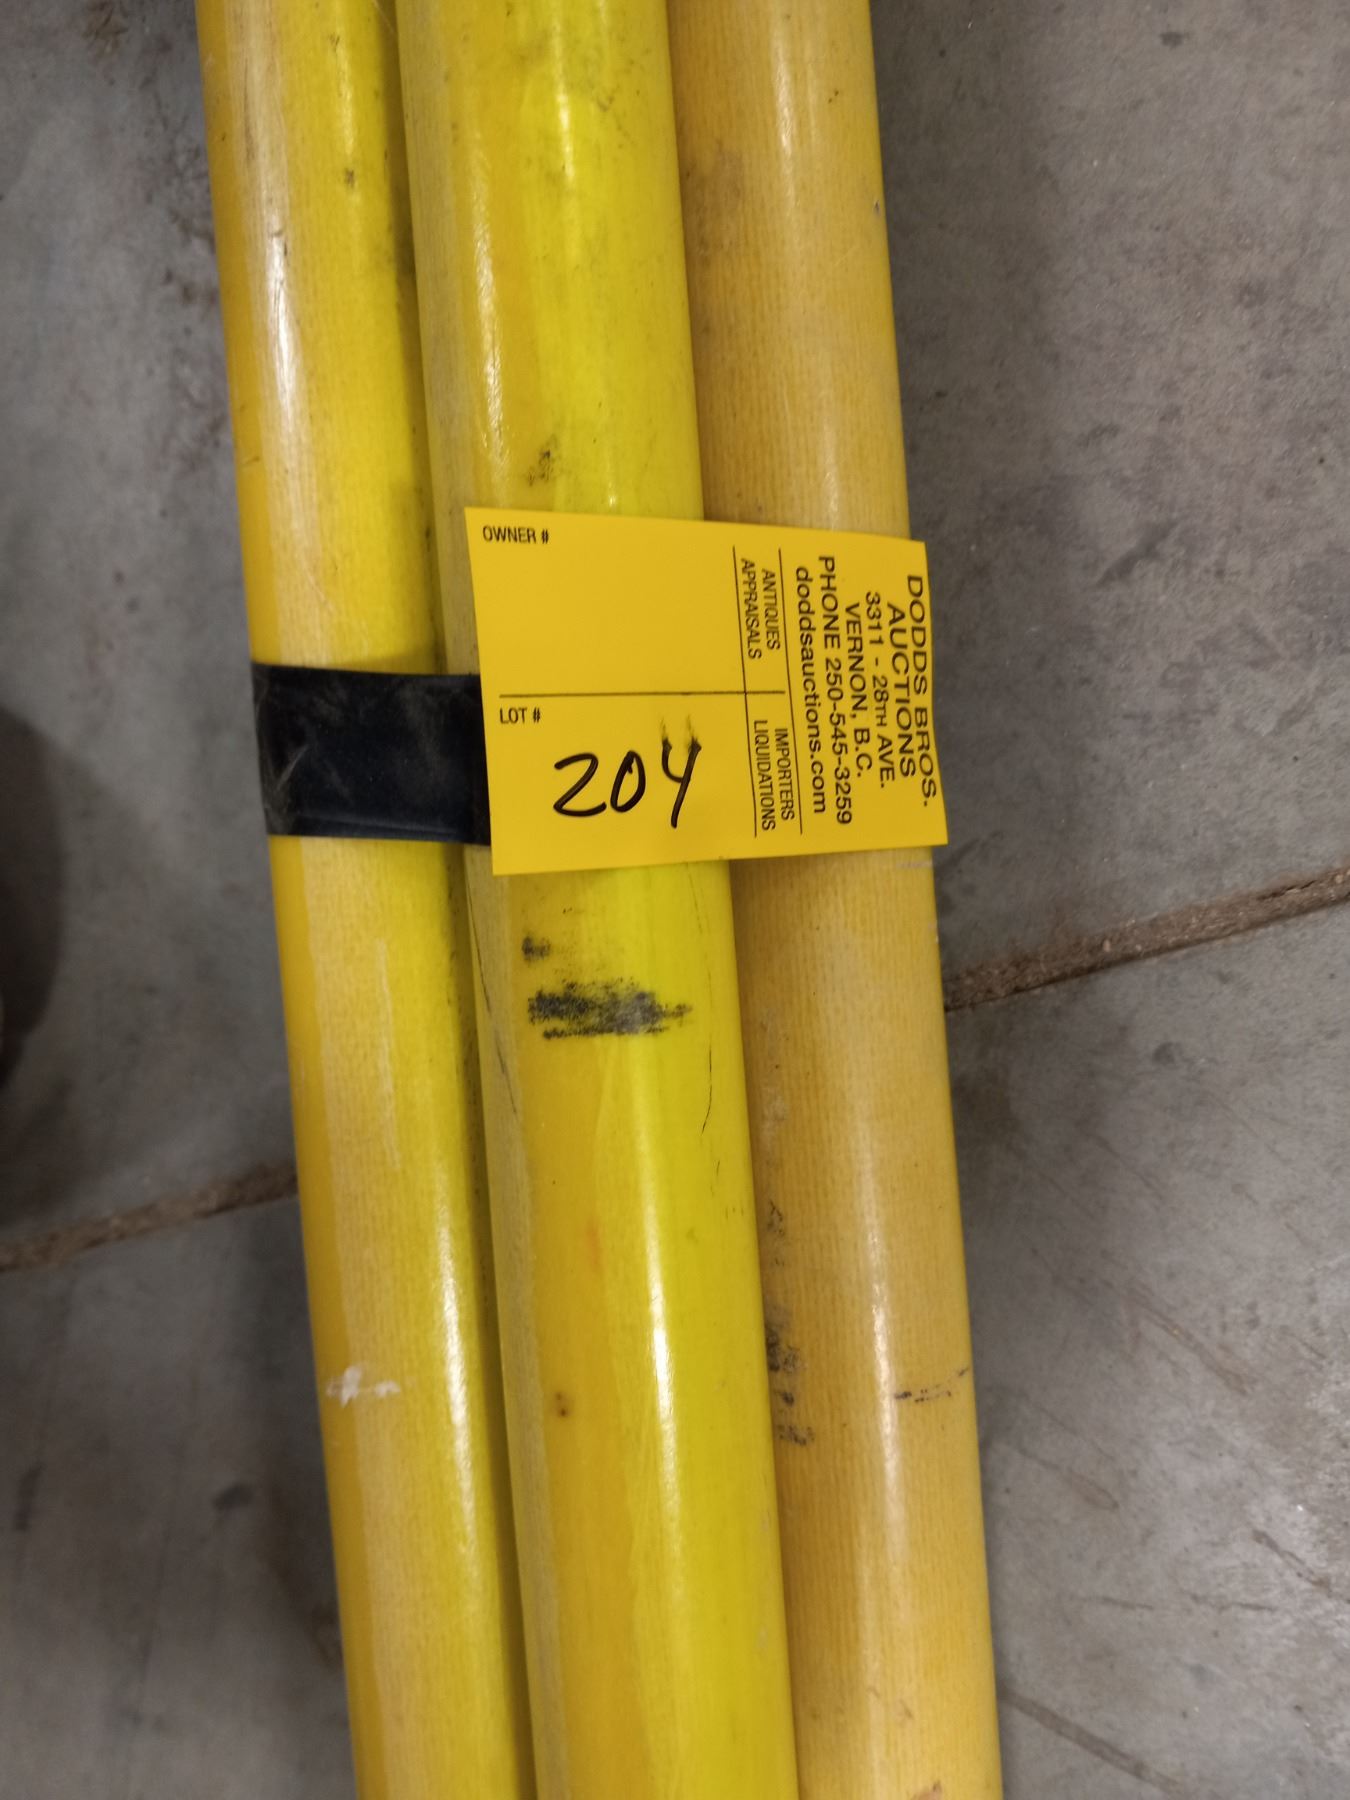 OWNER #
LOT #
204
DODDS BROS.
AUCTIONS
3311 - 28TH AVE.
VERNON, B.C.
PHONE 250-545-3259
doddsauctions.com
ANTIQUES
APPRAISALS
IMPORTERS
LIQUIDATIONS